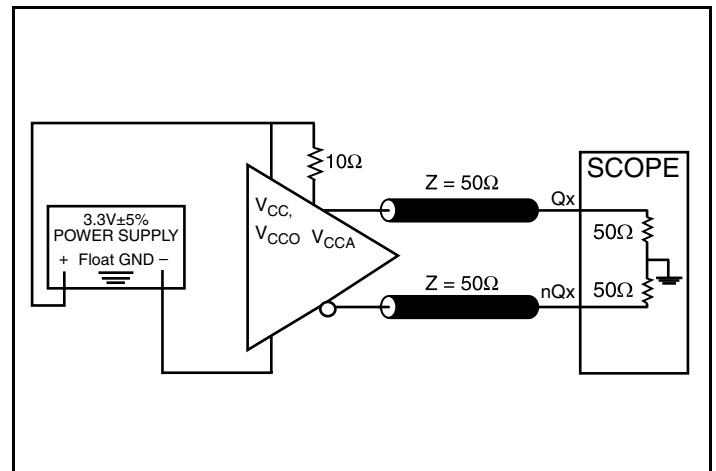 10Ω
Z = 50Ω
Qx
SCOPE
50Ω
VCC,
VCCO VCCA
3.3V±5%
POWER SUPPLY
+ Float GND –
Z = 50Ω
nQx
50Ω